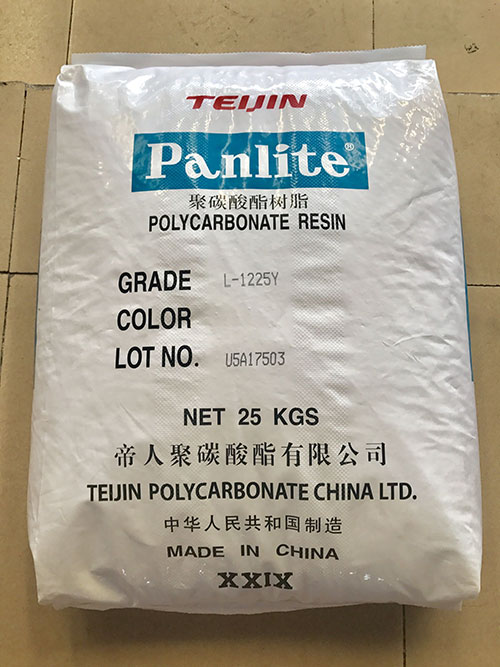 TEIJIN
Panlite®
聚碳酸酯树脂
POLYCARBONATE RESIN
GRADE L-1225Y
COLOR
LOT NO. U5A17503
NET 25 KGS
帝人聚碳酸酯有限公司
TEIJIN POLYCARBONATE CHINA LTD.
中华人民共和国制造
MADE IN CHINA
XXIX